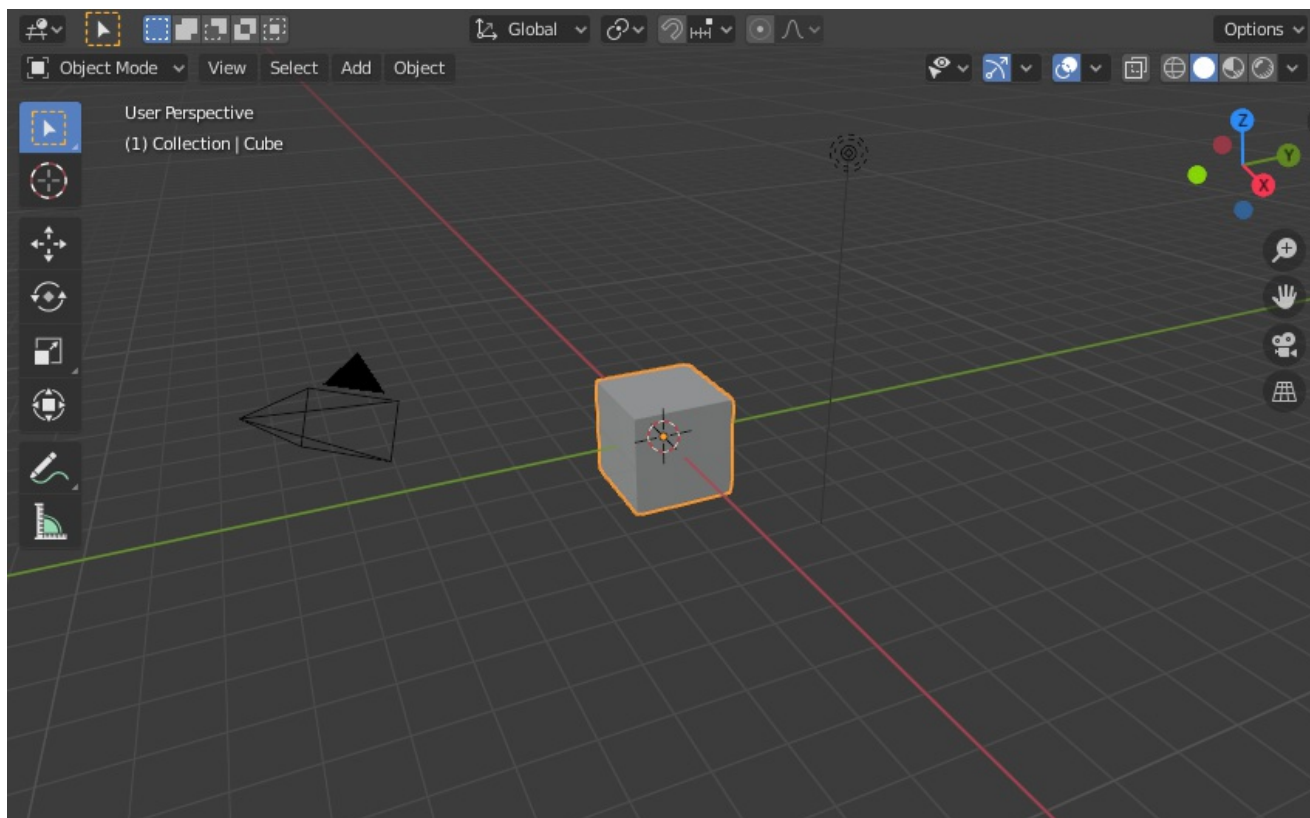 Global
Options
Object Mode View Select Add Object
User Perspective
(1) Collection | Cube
Z
Y
X